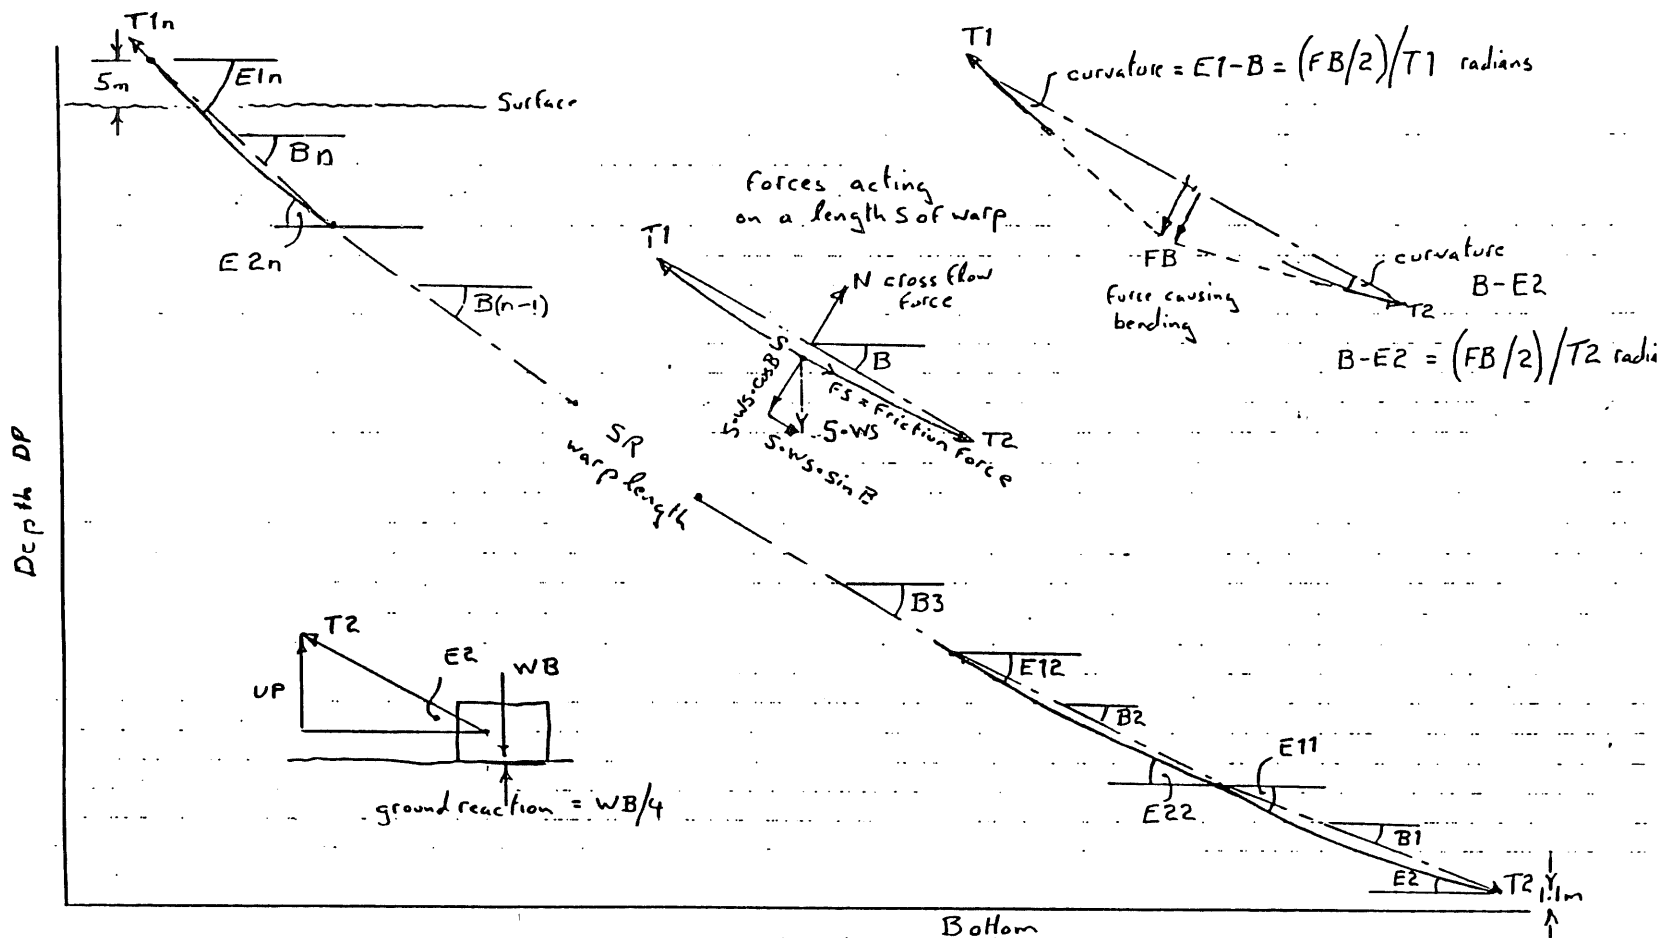 T1n
5m
E1n
Surface
Bn
E2n
B(n-1)
SR
warp length
Depth DP
T1
curvature = E1-B = (FB/2)/T1 radians
FB
force causing
bending
curvature
B-E2
T2
B-E2 = (FB/2)/T2 radi
forces acting
on a length S of warp
T1
N cross flow
force
B
S
FS = Friction force
S•WS•cosB
S•WS
S•WS•sinB
T2
B3
E12
B2
E11
E22
B1
E2
T2
1.1m
T2
E2
WB
UP
ground reaction = WB/4
Bottom